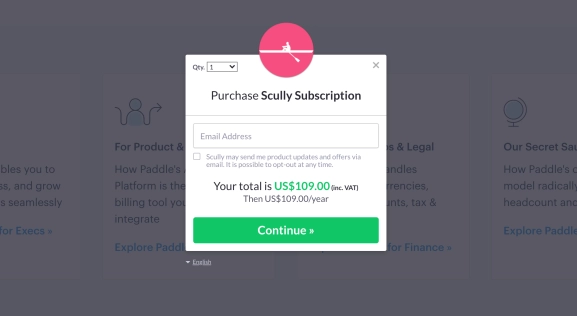 Qty. 1
×
Purchase Scully Subscription
Email Address
Scully may send me product updates and offers via
email. It is possible to opt-out at any time.
Your total is US$109.00 (inc. VAT)
Then US$109.00/year
Continue »
English
ables you to
ss, and grow
s seamlessly
for Execs »
For Product &
How Paddle's
Platform is the
billing tool you
integrate
Explore Paddl
s & Legal
andles
rrencies,
unts, tax &
for Finance »
Our Secret Sau
How Paddle's
model radically
headcount and
Explore Paddle